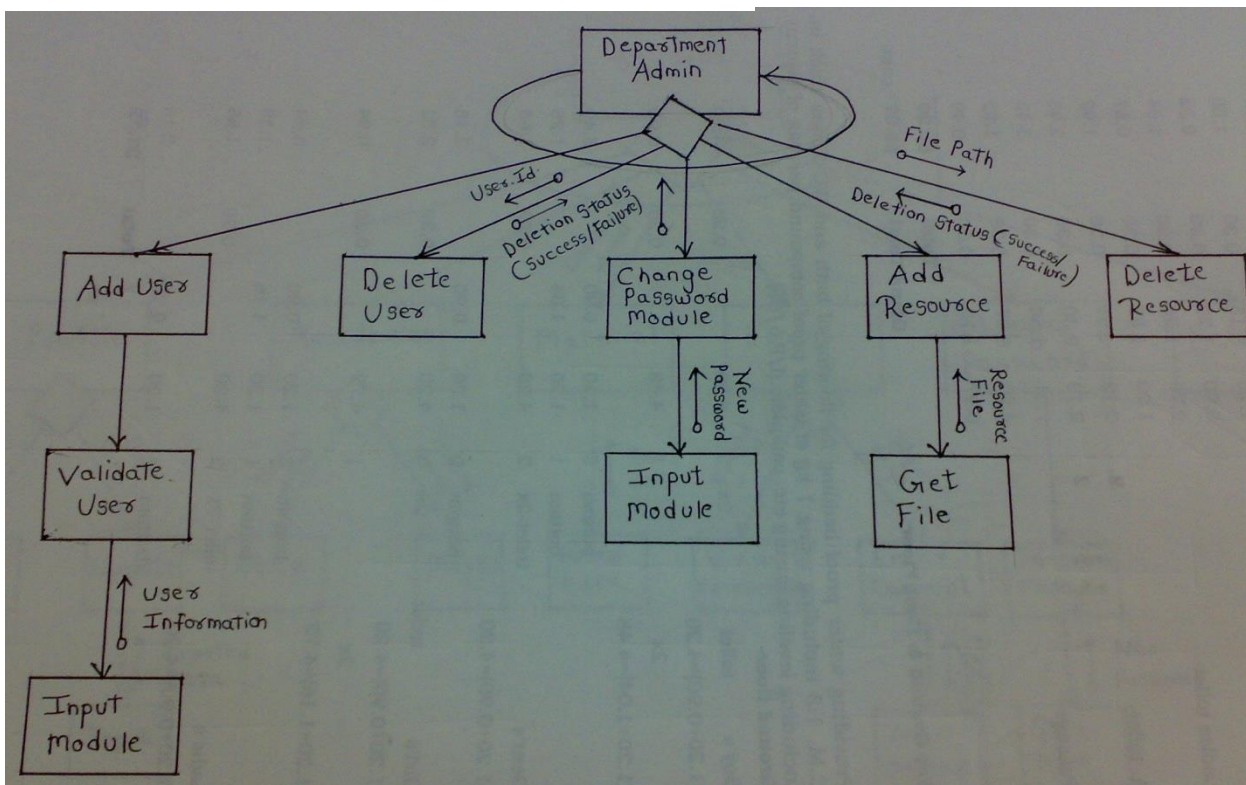 Department
Admin
File Path
User.Id.
Deletion Status
(Success/Failure)
Deletion Status (Success/
Failure)
Add User
Delete
User
Change
Password
Module
Add
Resource
Delete
Resource
New
Password
Resource
File
Validate.
User
Input
Module
Get
File
User
Information
Input
Module